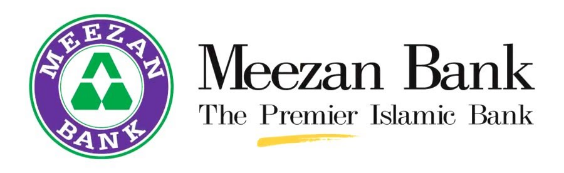 MEEZAN
BANK
Meezan Bank
The Premier Islamic Bank